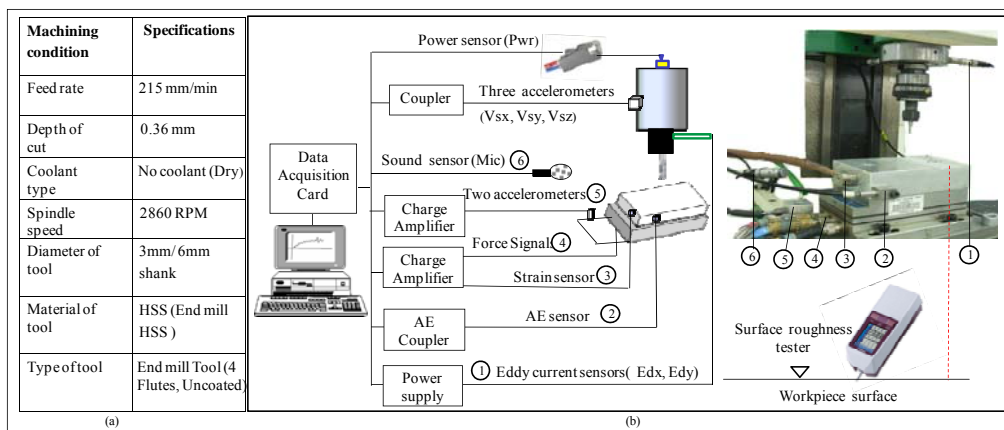 Machining condition
Specifications
Feed rate
215 mm/min
Depth of cut
0.36 mm
Coolant type
No coolant (Dry)
Spindle speed
2860 RPM
Diameter of tool
3mm/ 6mm shank
Material of tool
HSS (End mill HSS )
Type of tool
End mill Tool (4 Flutes, Uncoated)
(a)
Power sensor (Pwr)
Coupler
Three accelerometers
(Vsx, Vsy, Vsz)
Data Acquisition Card
Sound sensor (Mic) 6
Two accelerometers 5
Charge Amplifier
Force Signal 4
Charge Amplifier
Strain sensor 3
AE Coupler
AE sensor 2
Power supply
1 Eddy current sensors( Edx, Edy)
6 5 4 3 2 1
Surface roughness tester
Workpiece surface
(b)